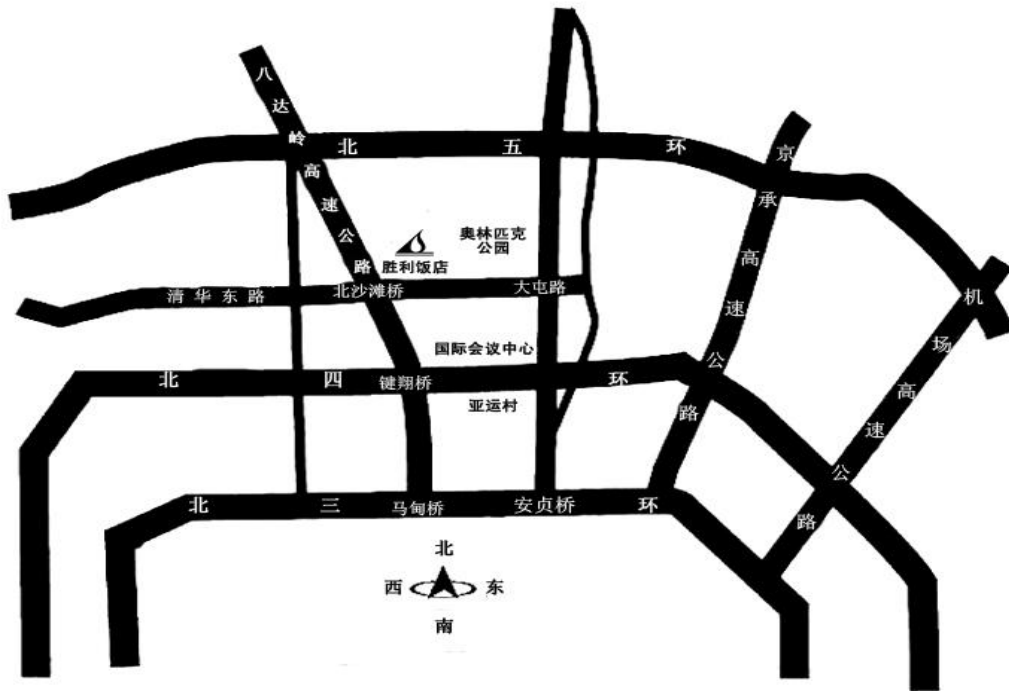 八达岭高速公路
北五环
京承高速公路
机场高速公路
奥林匹克
公园
胜利饭店
清华东路
北沙滩桥
大屯路
国际会议中心
北四环
键翔桥
亚运村
北三环
马甸桥
安贞桥
北
西 东
南